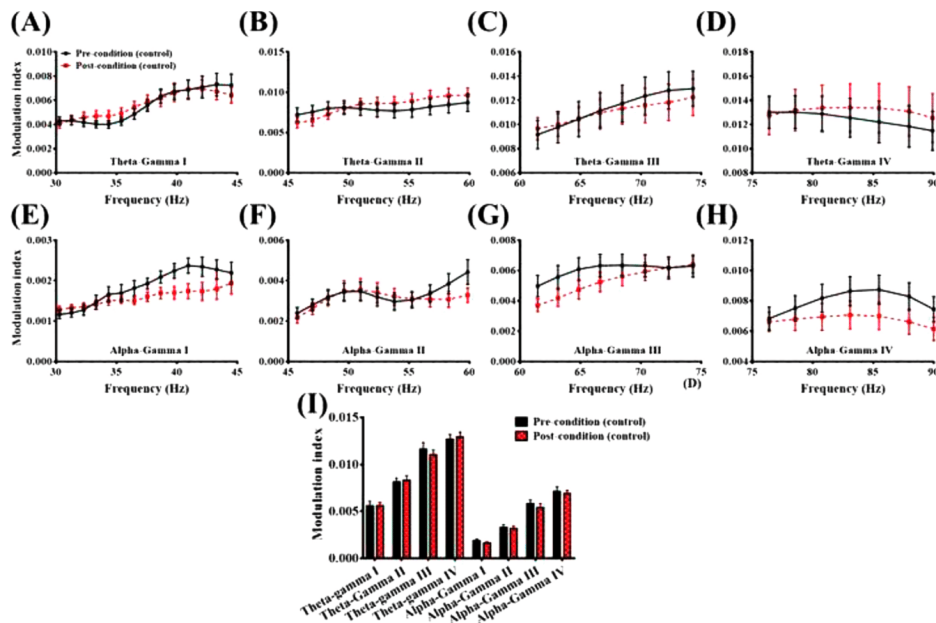 (A)
0.010
0.008
0.006
0.004
0.002
0.000
Modulation index
Pre-condition (control)
Post-condition (control)
Theta-Gamma I
30 35 40 45
Frequency (Hz)
(B)
0.015
0.010
0.005
0.000
Theta-Gamma II
45 50 55 60
Frequency (Hz)
(C)
0.016
0.014
0.012
0.010
0.008
0.006
Theta-Gamma III
60 65 70 75
Frequency (Hz)
(D)
0.018
0.016
0.014
0.012
0.010
0.008
Theta-Gamma IV
75 80 85 90
Frequency (Hz)
(E)
0.003
0.002
0.001
0.000
Modulation index
Alpha-Gamma I
30 35 40 45
Frequency (Hz)
(F)
0.006
0.004
0.002
0.000
Alpha-Gamma II
45 50 55 60
Frequency (Hz)
(G)
0.008
0.006
0.004
0.002
0.000
Alpha-Gamma III
60 65 70 75
Frequency (Hz)
(D)
(H)
0.012
0.010
0.008
0.006
0.004
Alpha-Gamma IV
75 80 85 90
Frequency (Hz)
(I)
0.015
0.010
0.005
0.000
Modulation index
Pre-condition (control)
Post-condition (control)
Theta-gamma I
Theta-Gamma II
Theta-gamma III
Theta-gamma IV
Alpha-Gamma I
Alpha-Gamma II
Alpha-Gamma III
Alpha-Gamma IV